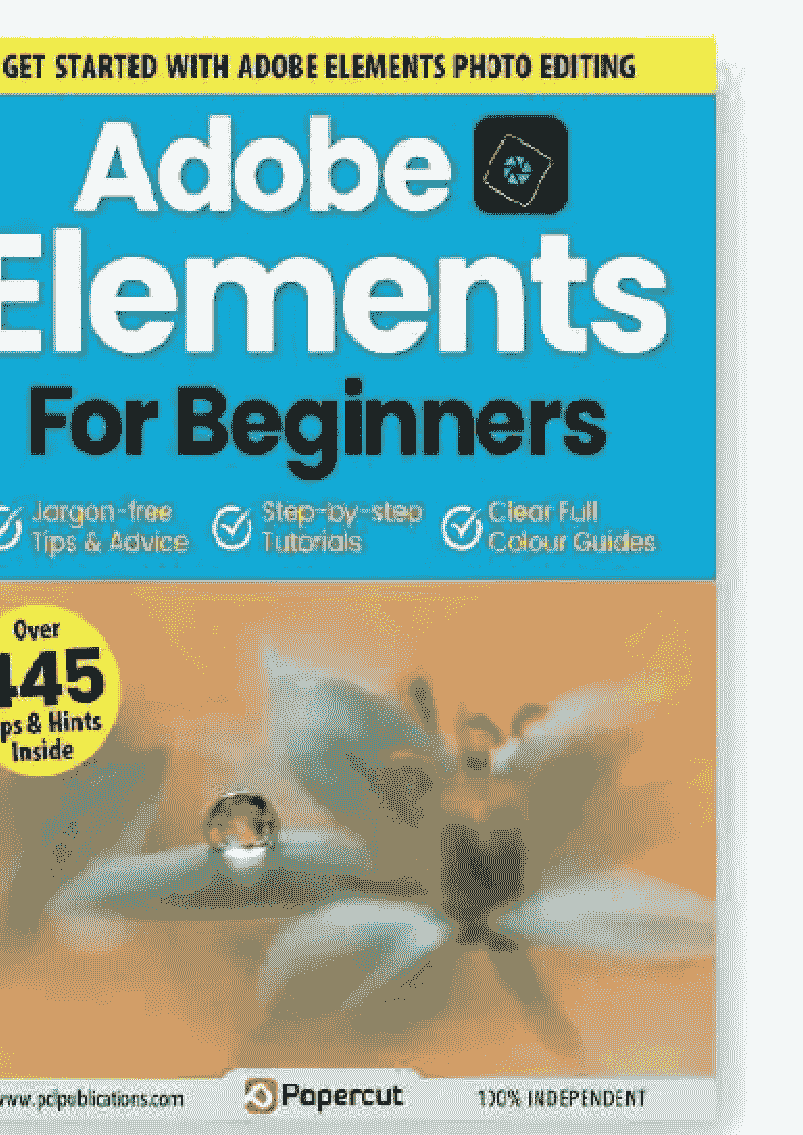 GET STARTED WITH ADOBE ELEMENTS PHOTO EDITING
Adobe
Elements
For Beginners
Jargon-free
Tips & Advice
Step-by-step
Tutorials
Clear Full
Colour Guides
Over
445
ps & Hints
Inside
www.pclpublications.com
Papercut
100% INDEPENDENT